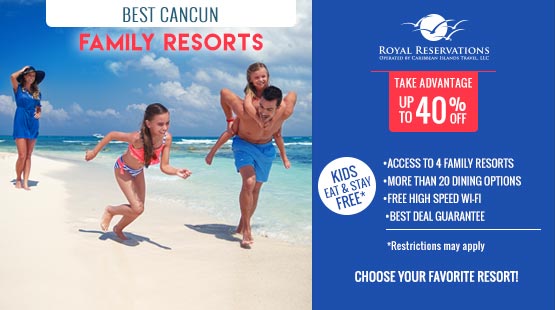 BEST CANCUN
FAMILY RESORTS
ROYAL RESERVATIONS
OPERATED BY CARIBBEAN ISLANDS TRAVEL, LLC
TAKE ADVANTAGE
UP TO 40% OFF
KIDS
EAT & STAY
FREE*
•ACCESS TO 4 FAMILY RESORTS
•MORE THAN 20 DINING OPTIONS
•FREE HIGH SPEED WI-FI
•BEST DEAL GUARANTEE
*Restrictions may apply
CHOOSE YOUR FAVORITE RESORT!